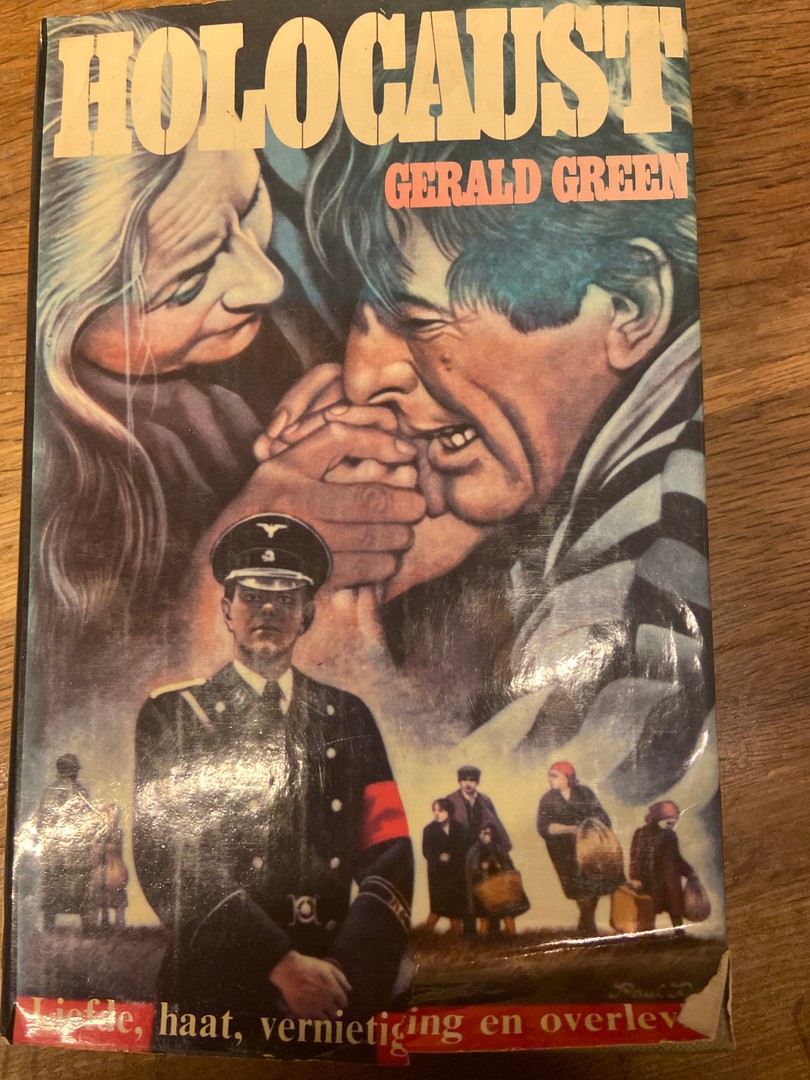 HOLOCAUST
GERALD GREEN
Liefde, haat, vernietiging en overlev